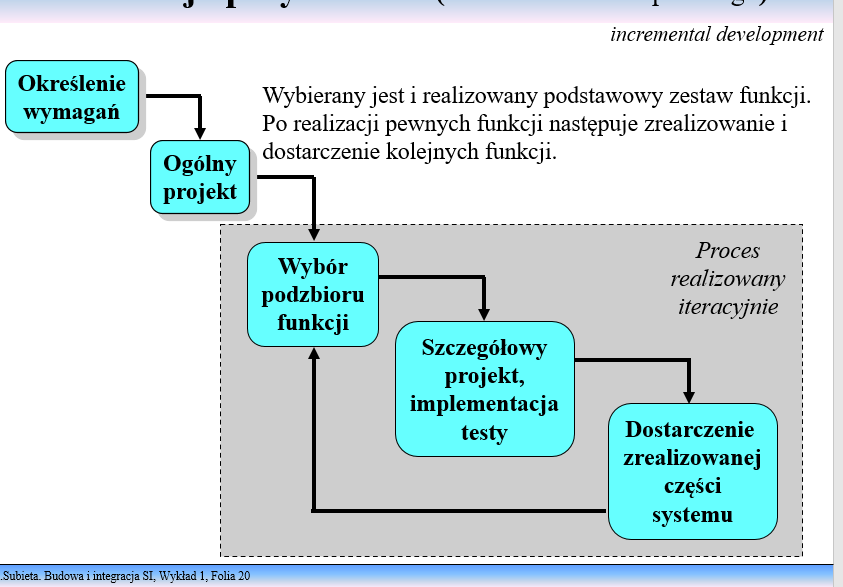 incremental development
Określenie
wymagań
Wybierany jest i realizowany podstawowy zestaw funkcji.
Po realizacji pewnych funkcji następuje zrealizowanie i
dostarczenie kolejnych funkcji.
Ogólny
projekt
Proces
realizowany
iteracyjnie
Wybór
podzbioru
funkcji
Szczegółowy
projekt,
implementacja
testy
Dostarczenie
zrealizowanej
części
systemu
.Subieta. Budowa i integracja SI, Wykład 1, Folia 20